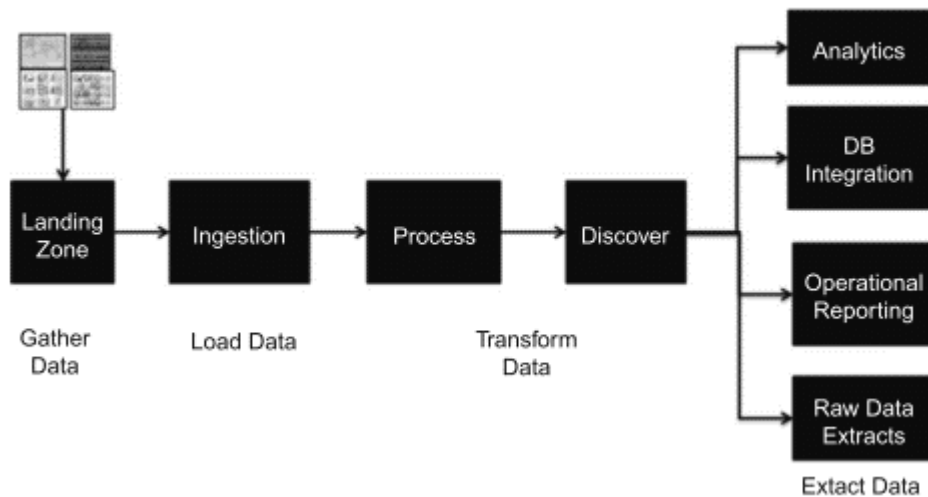 Analytics
DB
Integration
Landing
Zone
Ingestion
Process
Discover
Operational
Reporting
Gather
Data
Load Data
Transform
Data
Raw Data
Extracts
Extact Data